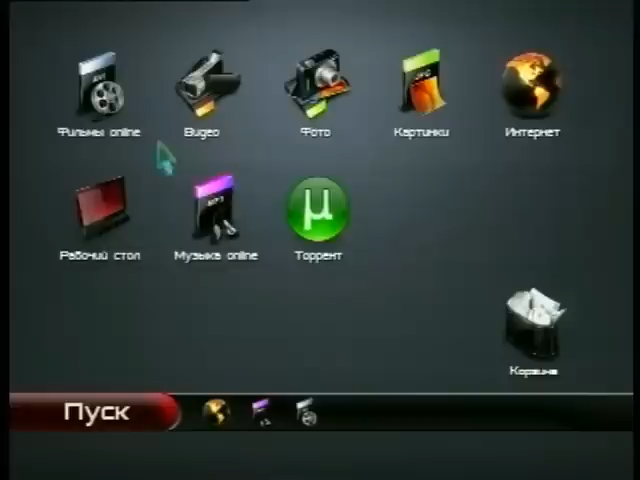 Фильмы online
Видео
Фото
Картинки
Интернет
Рабочий стол
Музыка online
Торрент
Корзина
Пуск